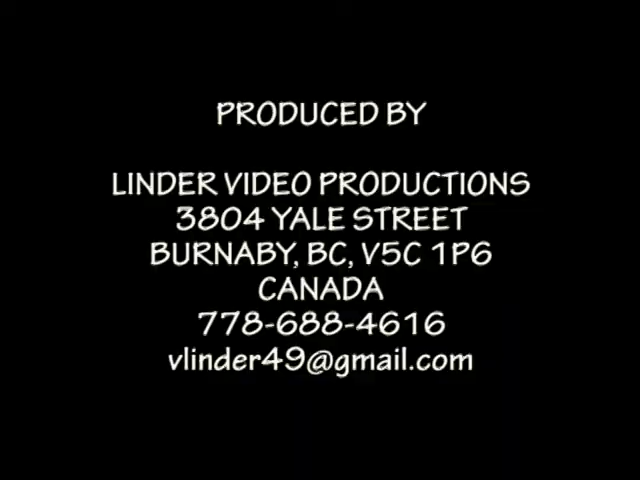 PRODUCED BY
LINDER VIDEO PRODUCTIONS
3804 YALE STREET
BURNABY, BC, V5C 1P6
CANADA
778-688-4616
vlinder49@gmail.com